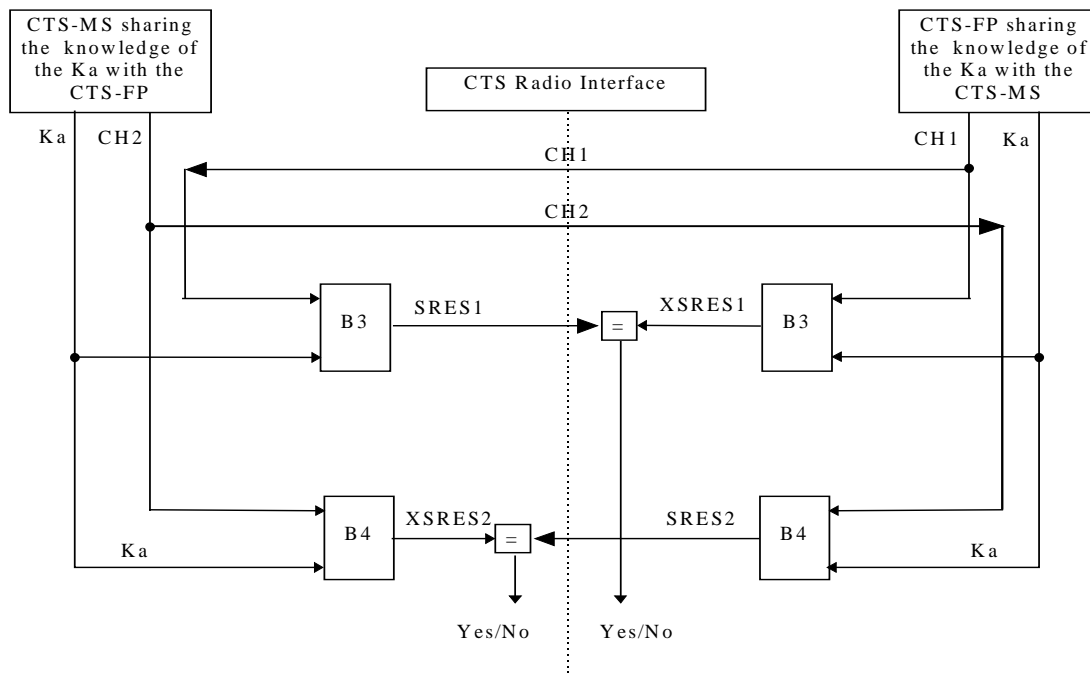 CTS-MS sharing
the knowledge of
the Ka with the
CTS-FP
CTS Radio Interface
CTS-FP sharing
the knowledge of
the Ka with the
CTS-MS
Ka
CH2
CH1
Ka
CH1
CH2
B3
SRES1
=
XSRES1
B3
B4
XSRES2
=
SRES2
B4
Ka
Ka
Yes/No
Yes/No